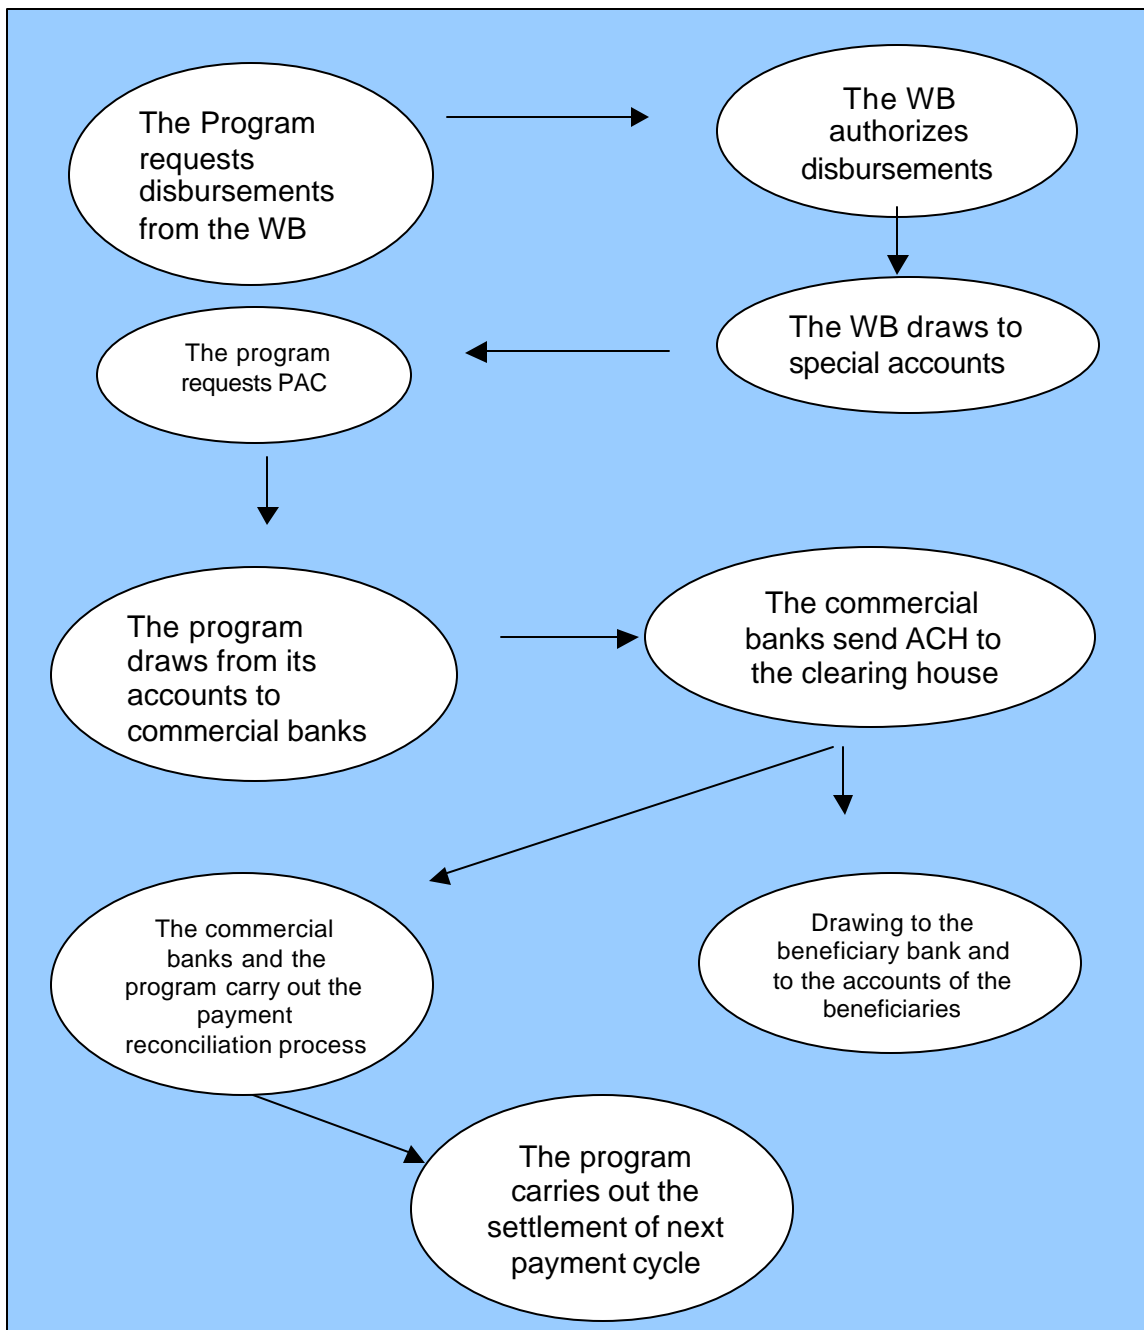 The Program
requests
disbursements
from the WB
The WB
authorizes
disbursements
The WB draws to
special accounts
The program
requests PAC
The program
draws from its
accounts to
commercial banks
The commercial
banks send ACH to
the clearing house
The commercial
banks and the
program carry out the
payment
reconciliation process
Drawing to the
beneficiary bank and
to the accounts of the
beneficiaries
The program
carries out the
settlement of next
payment cycle